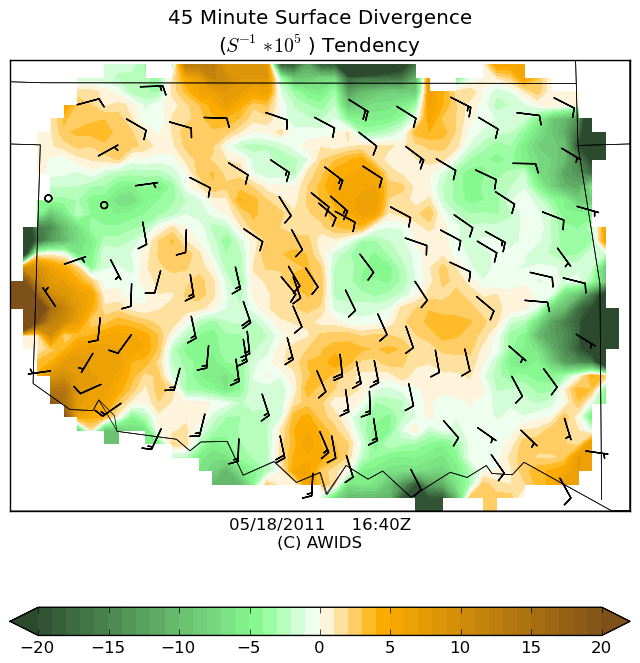 45 Minute Surface Divergence
(S⁻¹ ∗10⁵ ) Tendency
05/18/2011 16:40Z
(C) AWIDS
−20 −15 −10 −5 0 5 10 15 20